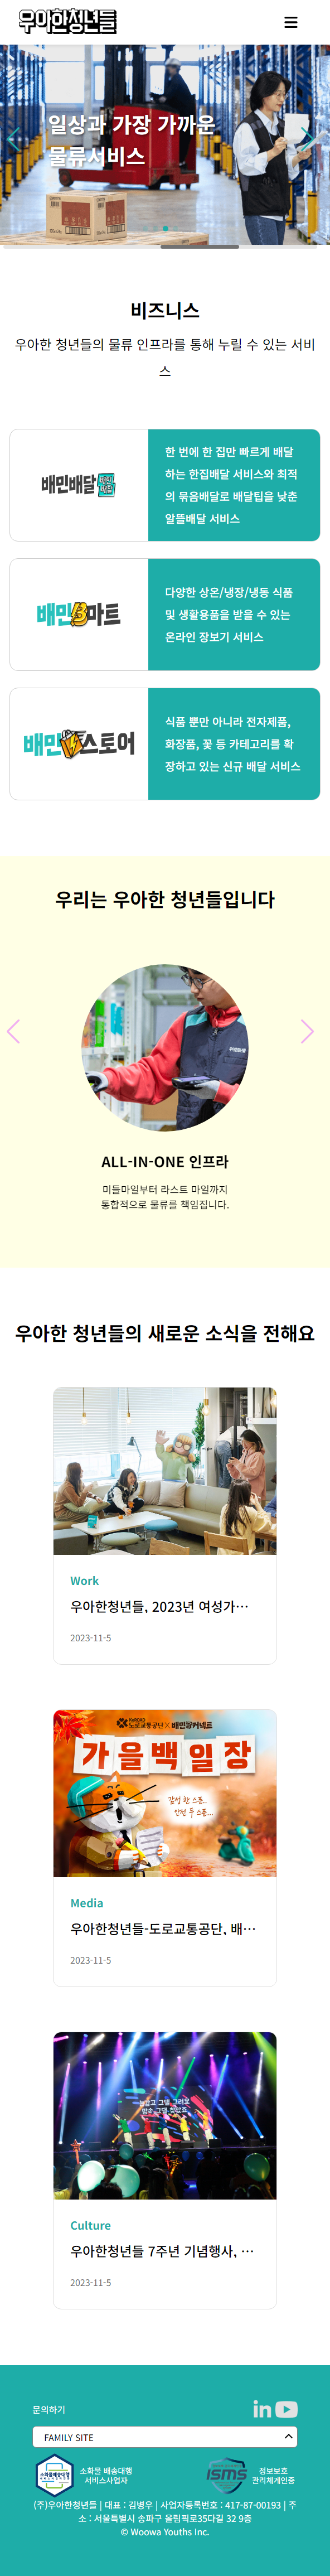 우아한청년들
일상과 가장 가까운
물류서비스
비즈니스
우아한 청년들의 물류 인프라를 통해 누릴 수 있는 서비
스
배민배달
한 번에 한 집만 빠르게 배달
하는 한집배달 서비스와 최적
의 묶음배달로 배달팁을 낮춘
알뜰배달 서비스
배민B마트
다양한 상온/냉장/냉동 식품
및 생활용품을 받을 수 있는
온라인 장보기 서비스
배민스토어
식품 뿐만 아니라 전자제품,
화장품, 꽃 등 카테고리를 확
장하고 있는 신규 배달 서비스
우리는 우아한 청년들입니다
ALL-IN-ONE 인프라
미들마일부터 라스트 마일까지
통합적으로 물류를 책임집니다.
우아한 청년들의 새로운 소식을 전해요
Work
우아한청년들, 2023년 여성가…
2023-11-5
도로교통공단 X 배민커넥트
가을백일장
감성 한 스푼..
안전 두 스푼...
Media
우아한청년들-도로교통공단, 배…
2023-11-5
Culture
우아한청년들 7주년 기념행사, …
2023-11-5
문의하기
FAMILY SITE
소화물 배송대행
서비스사업자
ISMS
정보보호
관리체계인증
(주)우아한청년들 | 대표 : 김병우 | 사업자등록번호 : 417-87-00193 | 주
소 : 서울특별시 송파구 올림픽로35다길 32 9층
© Woowa Youths Inc.